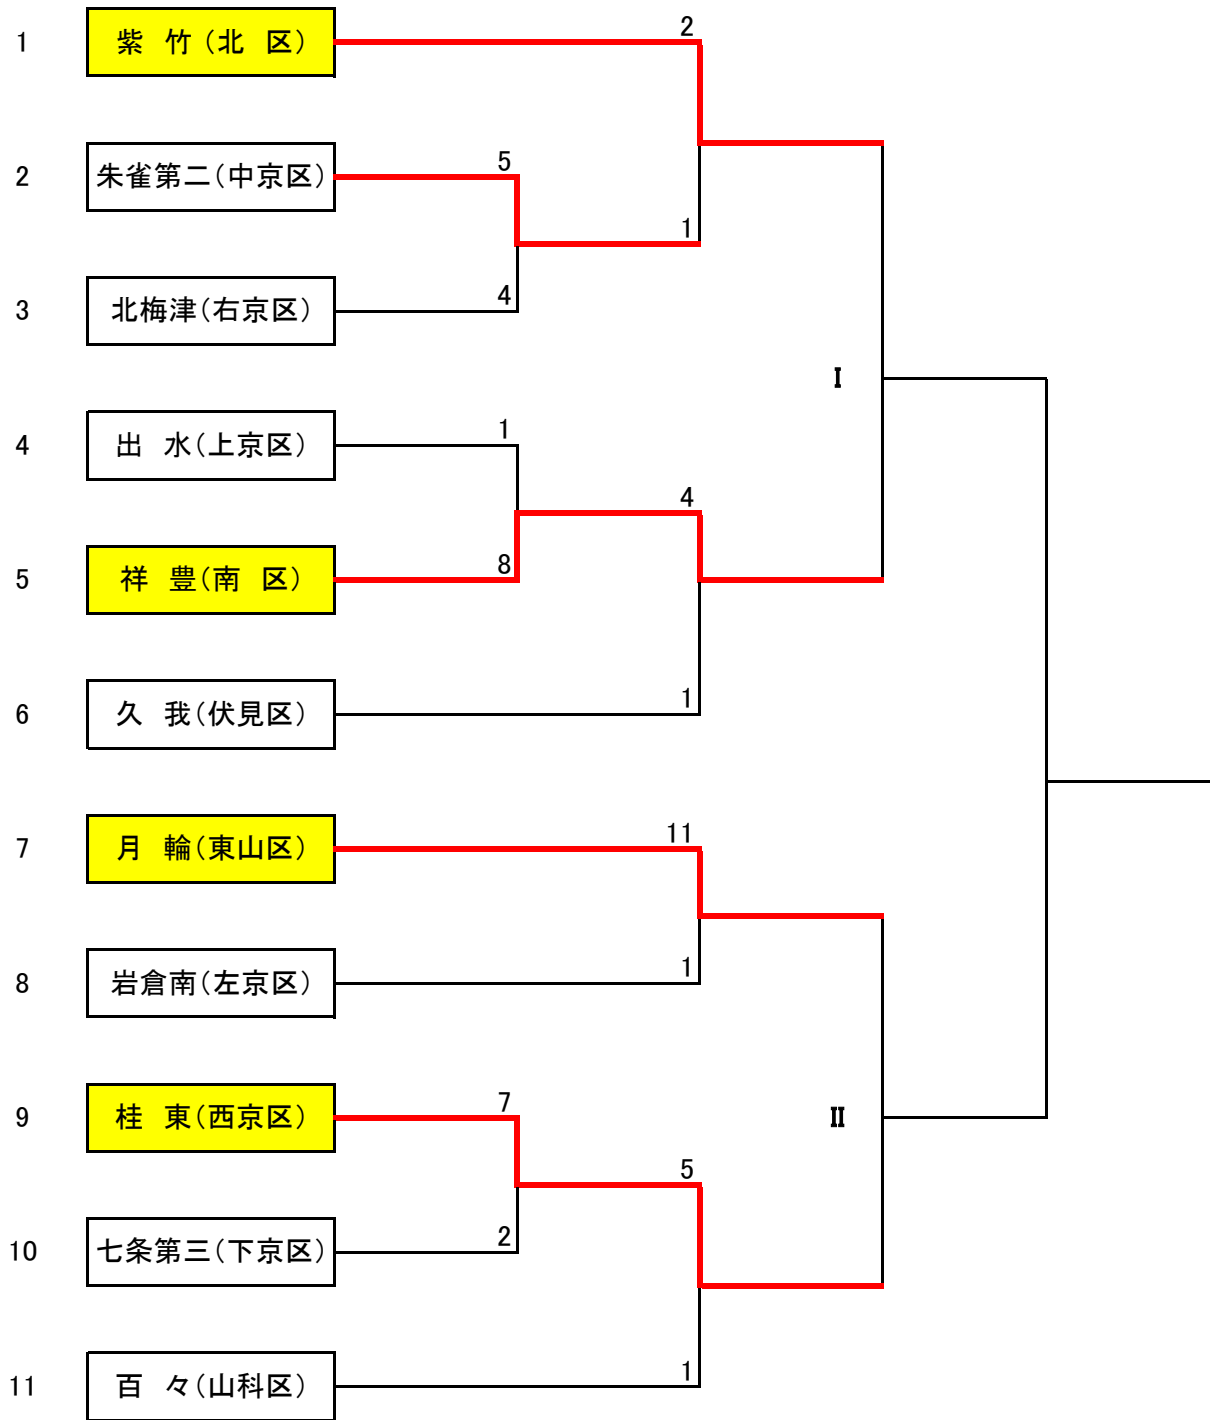 1 紫 竹(北 区) 2
2 朱雀第二(中京区) 5
1
3 北梅津(右京区) 4
I
4 出 水(上京区) 1
4
5 祥 豊(南 区) 8
6 久 我(伏見区) 1
7 月 輪(東山区) 11
8 岩倉南(左京区) 1
9 桂 東(西京区) 7
II
5
10 七条第三(下京区) 2
11 百 々(山科区) 1